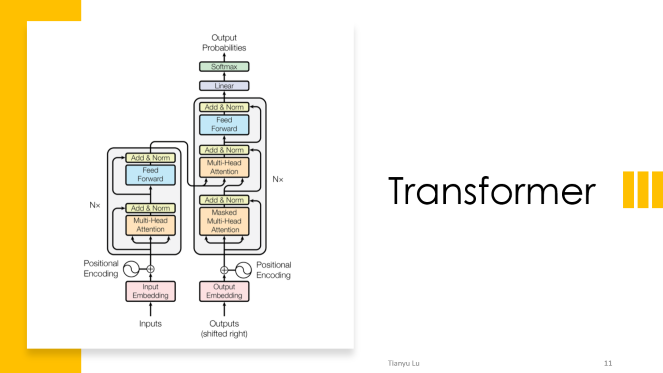 Output
Probabilities
Softmax
Linear
Add & Norm
Feed
Forward
Add & Norm
Multi-Head
Attention
Add & Norm
Masked
Multi-Head
Attention
N×
Add & Norm
Feed
Forward
Add & Norm
Multi-Head
Attention
N×
Positional
Encoding
Positional
Encoding
Input
Embedding
Output
Embedding
Inputs
Outputs
(shifted right)
Transformer
Tianyu Lu
11